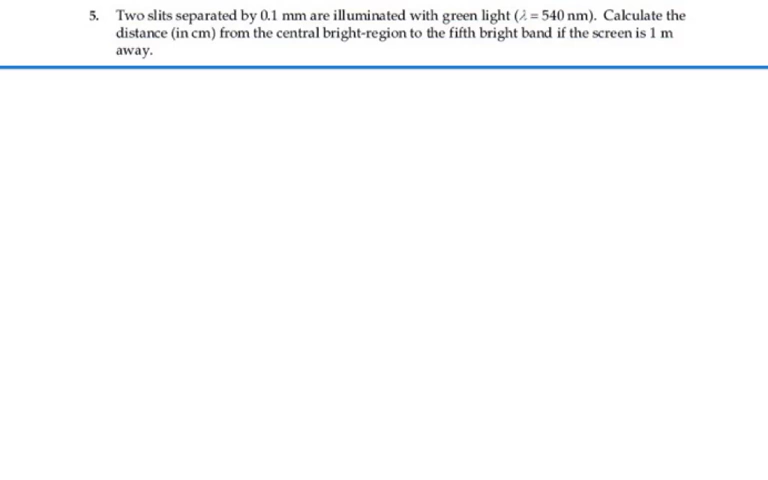 5. Two slits separated by 0.1 mm are illuminated with green light (λ = 540 nm). Calculate the
distance (in cm) from the central bright-region to the fifth bright band if the screen is 1 m
away.